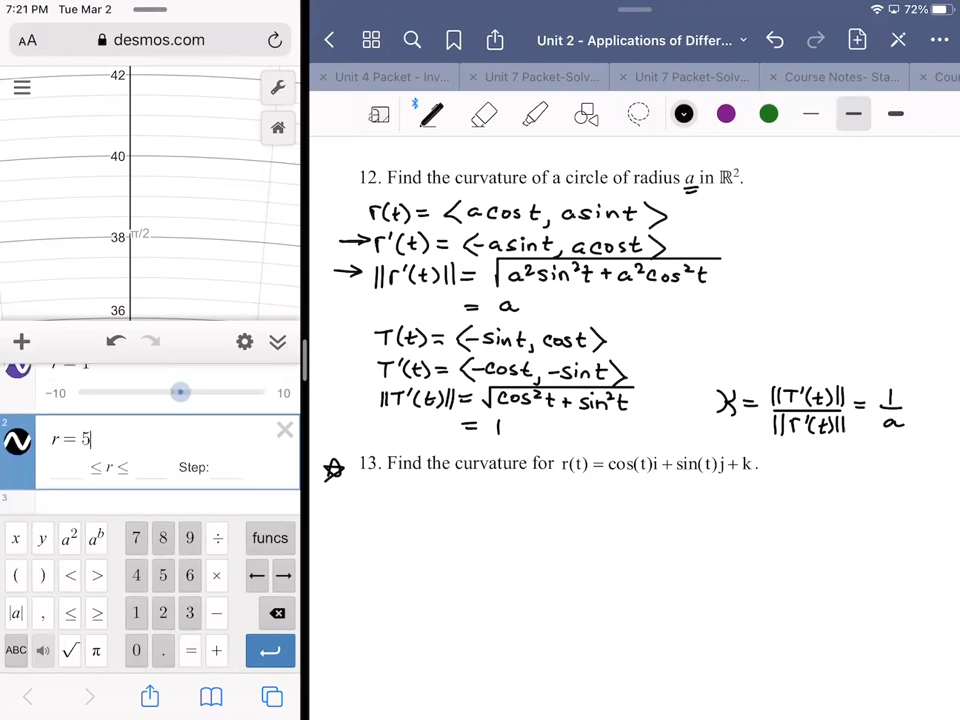 7:21 PM Tue Mar 2
72%
AA desmos.com
Unit 2 - Applications of Differ...
× Unit 4 Packet - Inv... × Unit 7 Packet-Solv... × Unit 7 Packet-Solv... × Course Notes- Sta... × Cou
42
40
38 π/2
36
-10 10
2
r = 5
≤ r ≤ Step:
3
x y a² aᵇ 7 8 9 ÷ funcs
( ) < > 4 5 6 × ← →
|a| , ≤ ≥ 1 2 3 −
ABC √ π 0 . = +
12. Find the curvature of a circle of radius a in ℝ².
r(t) = ⟨a cos t, a sin t⟩
→ r'(t) = ⟨-a sin t, a cos t⟩
→ ||r'(t)|| = √(a² sin² t + a² cos² t)
= a
T(t) = ⟨-sin t, cos t⟩
T'(t) = ⟨-cos t, -sin t⟩
||T'(t)|| = √(cos² t + sin² t)
= 1
K = ||T'(t)|| / ||r'(t)|| = 1/a
☆ 13. Find the curvature for r(t) = cos(t)i + sin(t)j + k.